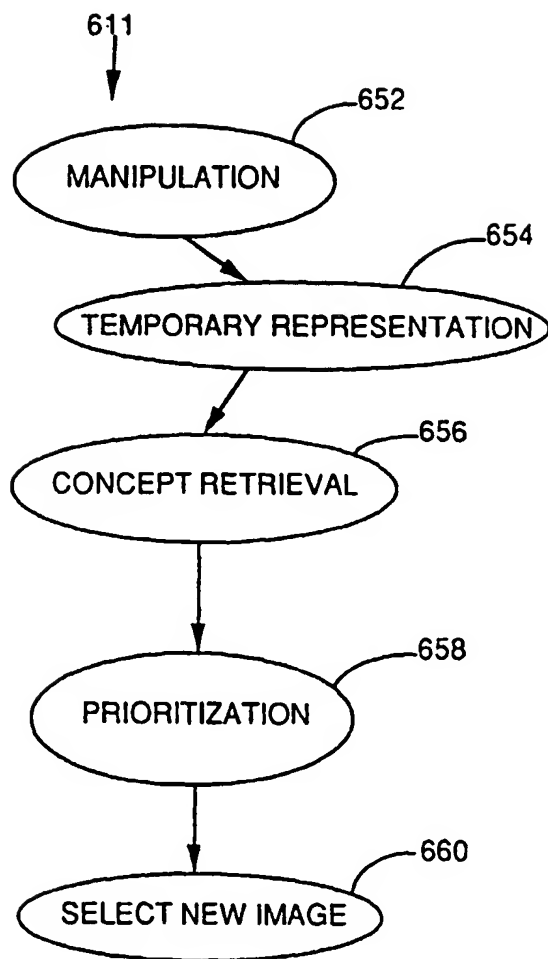 611
652
MANIPULATION
654
TEMPORARY REPRESENTATION
656
CONCEPT RETRIEVAL
658
PRIORITIZATION
660
SELECT NEW IMAGE